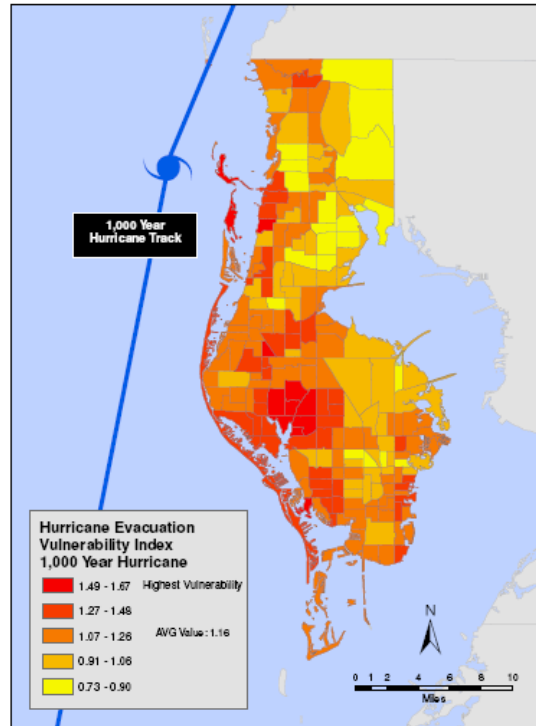 1,000 Year
Hurricane Track
Hurricane Evacuation
Vulnerability Index
1,000 Year Hurricane
1.49 - 1.67 Highest Vulnerability
1.27 - 1.48
1.07 - 1.26
AVG Value: 1.16
0.91 - 1.06
0.73 - 0.90
N
0 1 2 4 6 8 10
Miles